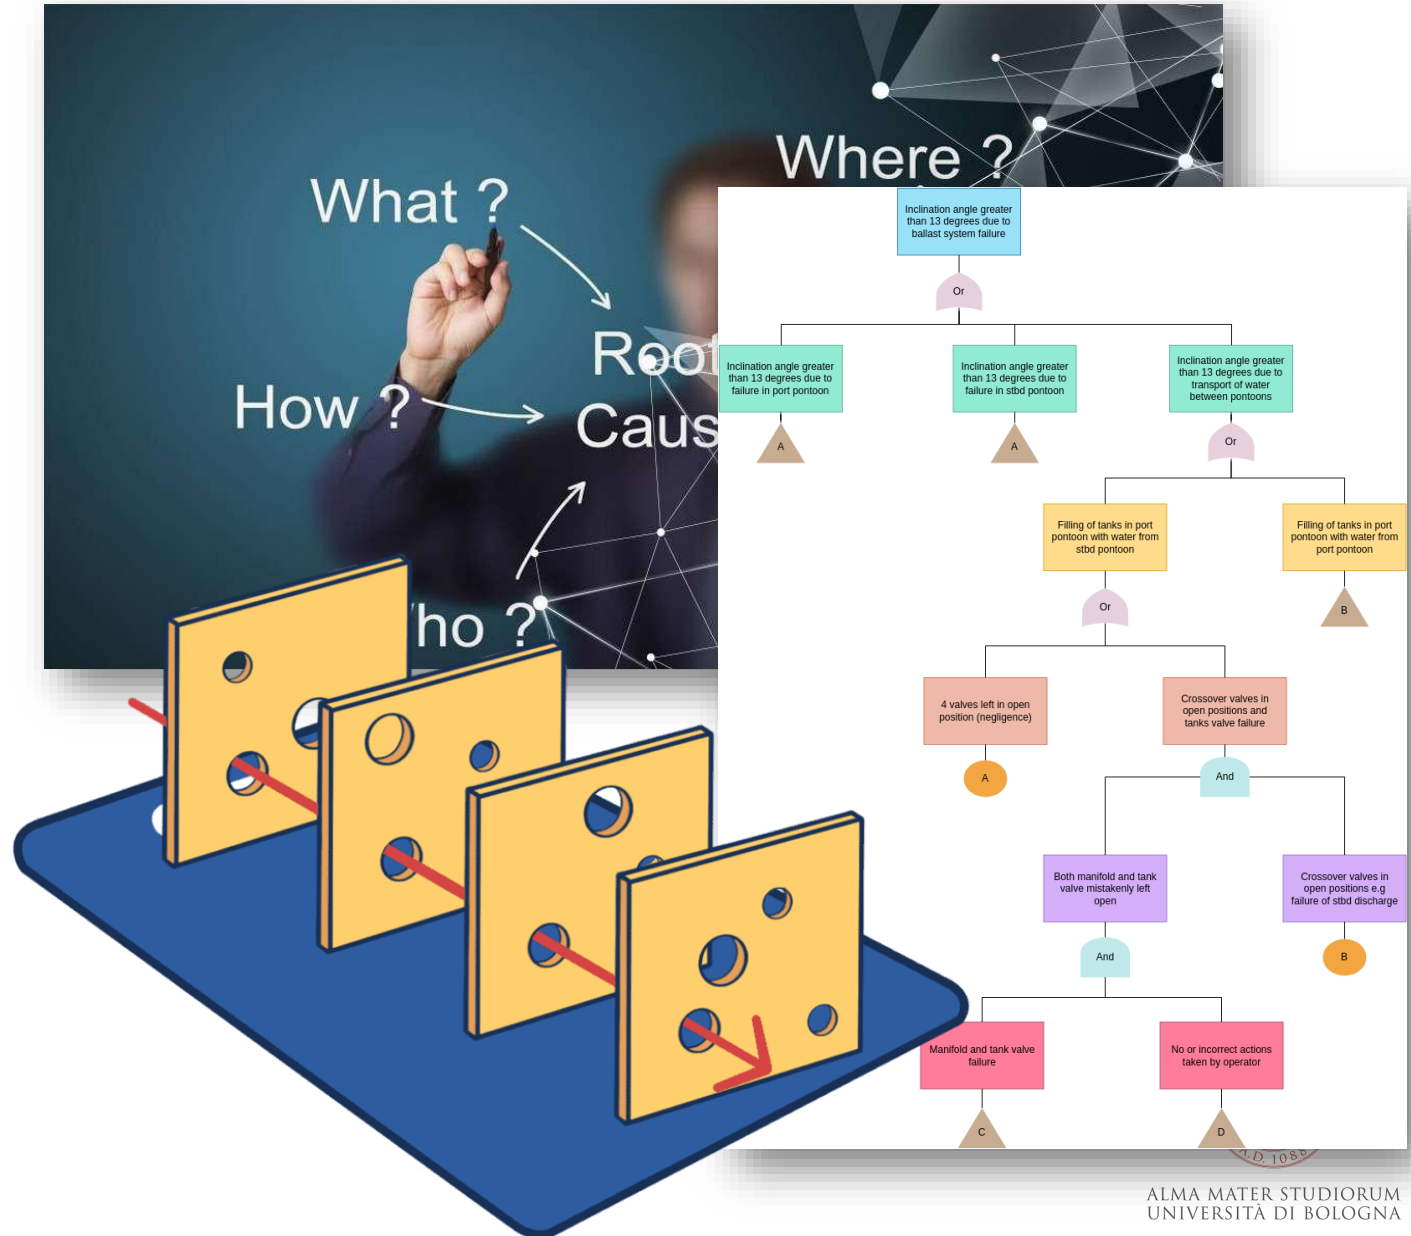 Where ?
What ?
Root
Caus
How ?
ho ?
Inclination angle greater
than 13 degrees due to
ballast system failure
Or
Inclination angle greater
than 13 degrees due to
failure in port pontoon
Inclination angle greater
than 13 degrees due to
failure in stbd pontoon
Inclination angle greater
than 13 degrees due to
transport of water
between pontoons
A
A
Or
Filling of tanks in port
pontoon with water from
stbd pontoon
Filling of tanks in port
pontoon with water from
port pontoon
Or
B
4 valves left in open
position (negligence)
Crossover valves in
open positions and
tanks valve failure
A
And
Both manifold and tank
valve mistakenly left
open
Crossover valves in
open positions e.g
failure of stbd discharge
And
B
Manifold and tank valve
failure
No or incorrect actions
taken by operator
C
D
A.D. 1088
ALMA MATER STUDIORUM
UNIVERSITÀ DI BOLOGNA